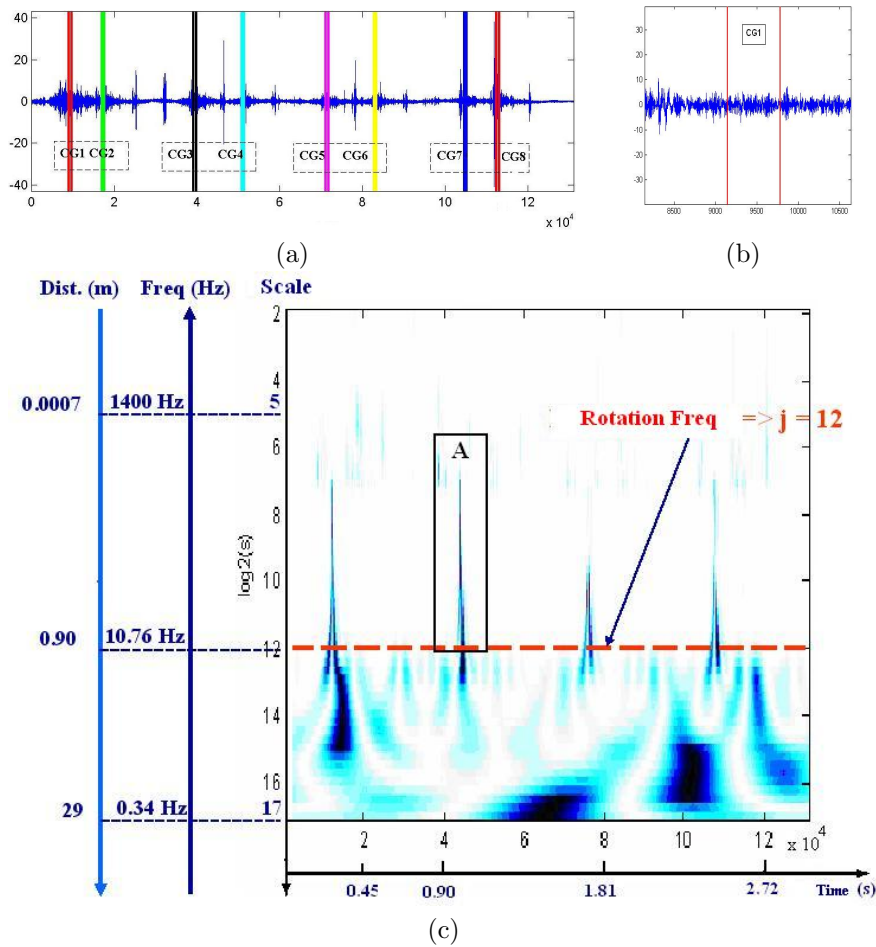 40
20
0
-20
-40
CG1 CG2 CG3 CG4 CG5 CG6 CG7 CG8
0 2 4 6 8 10 12
x 10^4
(a)
CG1
30
20
10
0
-10
-20
-30
8500 9000 9500 10000 10500
(b)
Dist. (m) Freq (Hz) Scale
0.0007 1400 Hz 5
0.90 10.76 Hz 12
29 0.34 Hz 17
log2(s)
2
4
6
8
10
12
14
16
A
Rotation Freq => j = 12
2 4 6 8 10 12 x 10^4
0.45 0.90 1.81 2.72 Time (s)
(c)